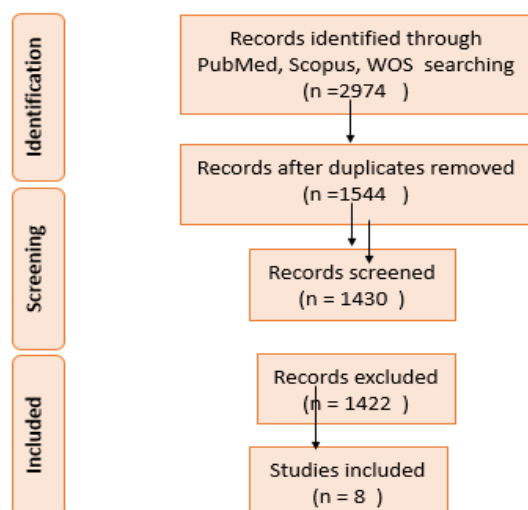 Identification
Records identified through
PubMed, Scopus, WOS searching
(n =2974 )
Records after duplicates removed
(n =1544 )
Screening
Records screened
(n = 1430 )
Included
Records excluded
(n = 1422 )
Studies included
(n = 8 )